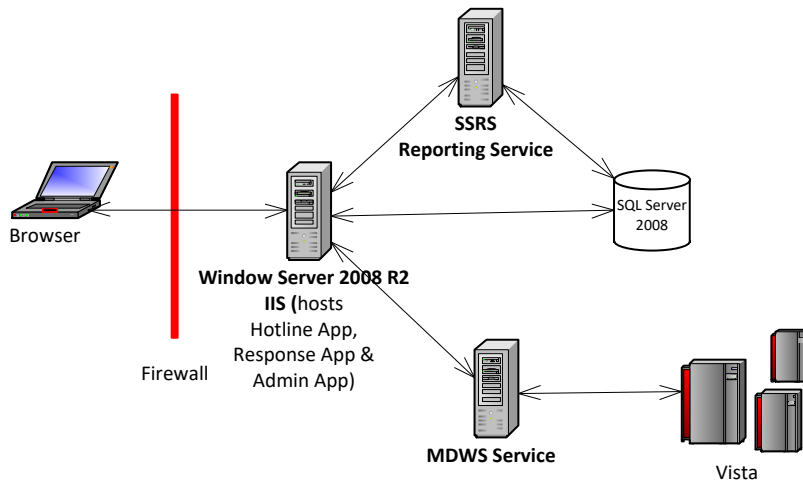 SSRS
Reporting Service
SQL Server
2008
Browser
Window Server 2008 R2
IIS (hosts
Hotline App,
Response App &
Admin App)
Firewall
MDWS Service
Vista